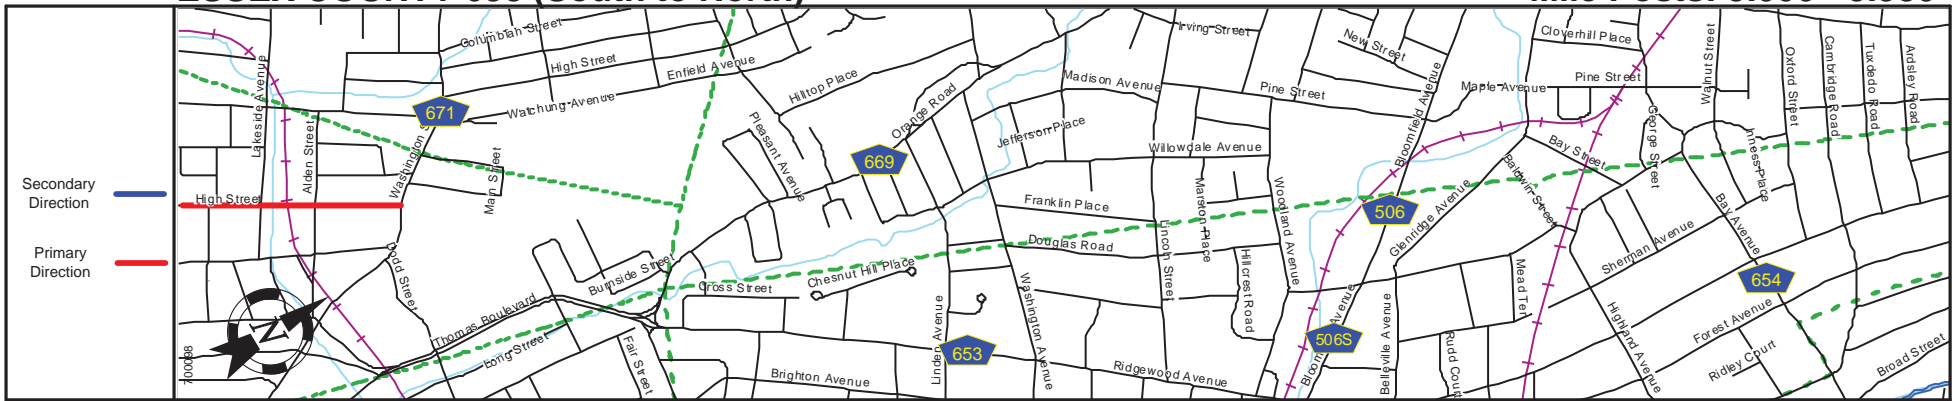 Secondary
Direction
Primary
Direction
Columbiah Street
High Street
Enfield Avenue
Watchung Avenue
Lakeside Avenue
Alden Street
671
Washington S
Main Street
High Street
Dodd Street
Pleasant Avenue
Hilltop Place
Orange Road
669
Burnside Street
Thomas Boulevard
Long Street
Fair Street
Cross Street
Chesnut Hill Place
Brighton Avenue
Linden Avenue
653
Washington Avenue
Ridgewood Avenue
Irving Street
Madison Avenue
Jefferson Place
Willowdale Avenue
Franklin Place
Douglas Road
Lincoln Street
Marston Place
Woodland Avenue
Hillcrest Road
New Street
Pine Street
Bloomfield Avenue
Maple Avenue
Cloverhill Place
Pine Street
Walnut Street
George Street
Bay Street
Baldwin Street
506
Glenridge Avenue
506S
Bloom
Avenue
Belleville Avenue
Rudd Court
Mead Ter
Sherman Avenue
Highland Avenue
Bay Avenue
Inness Place
654
Forest Avenue
Ridley Court
Broad Street
Oxford Street
Cambridge Road
Tuxdedo Road
Ardsley Road
N
700098